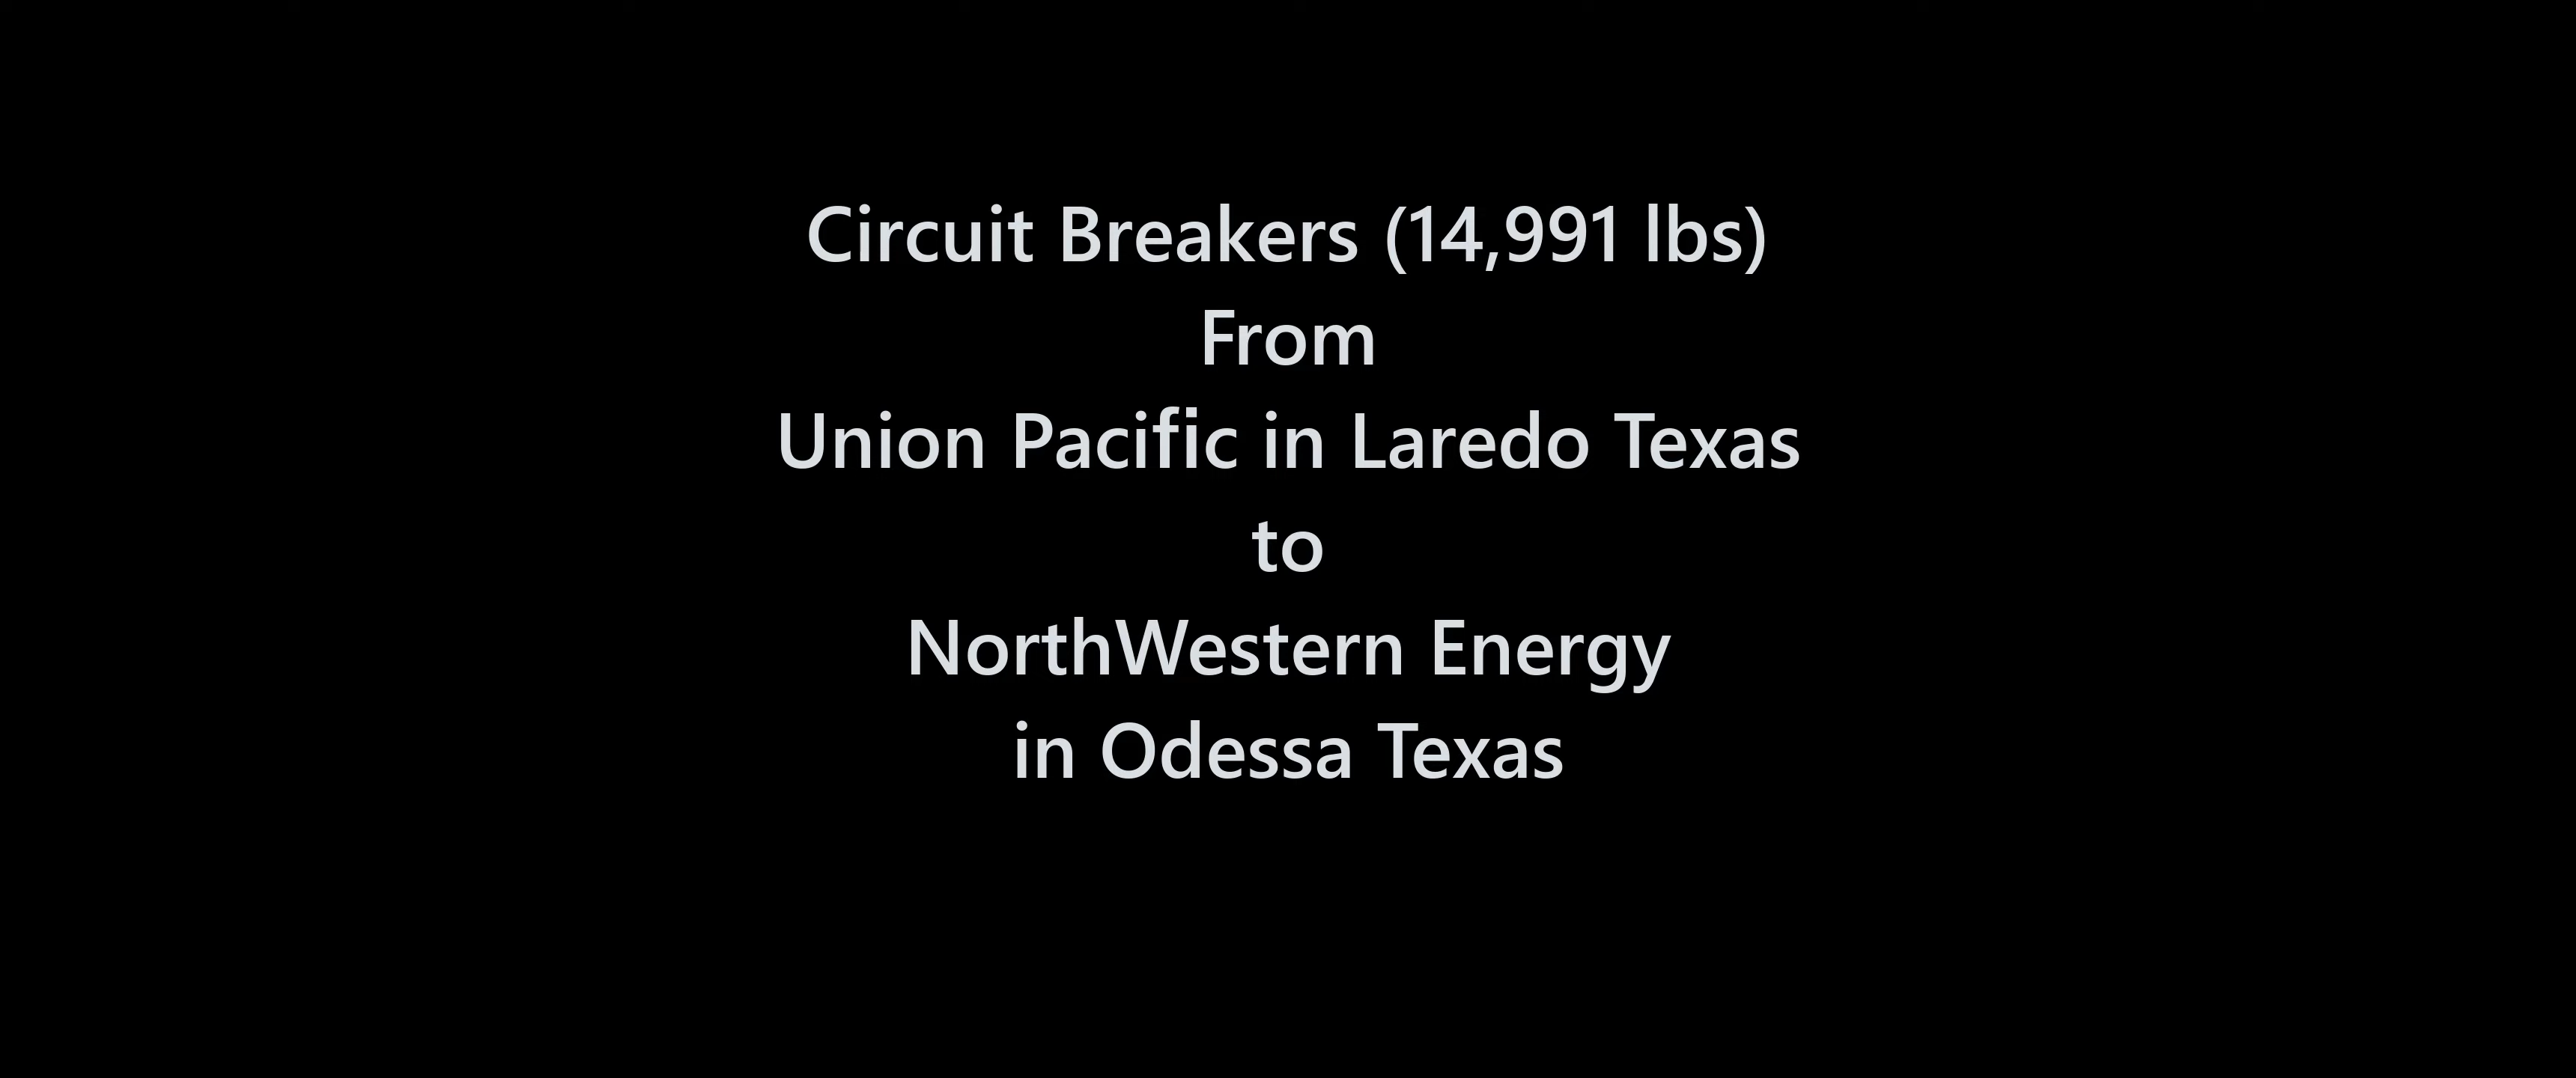 Circuit Breakers (14,991 lbs)
From
Union Pacific in Laredo Texas
to
NorthWestern Energy
in Odessa Texas